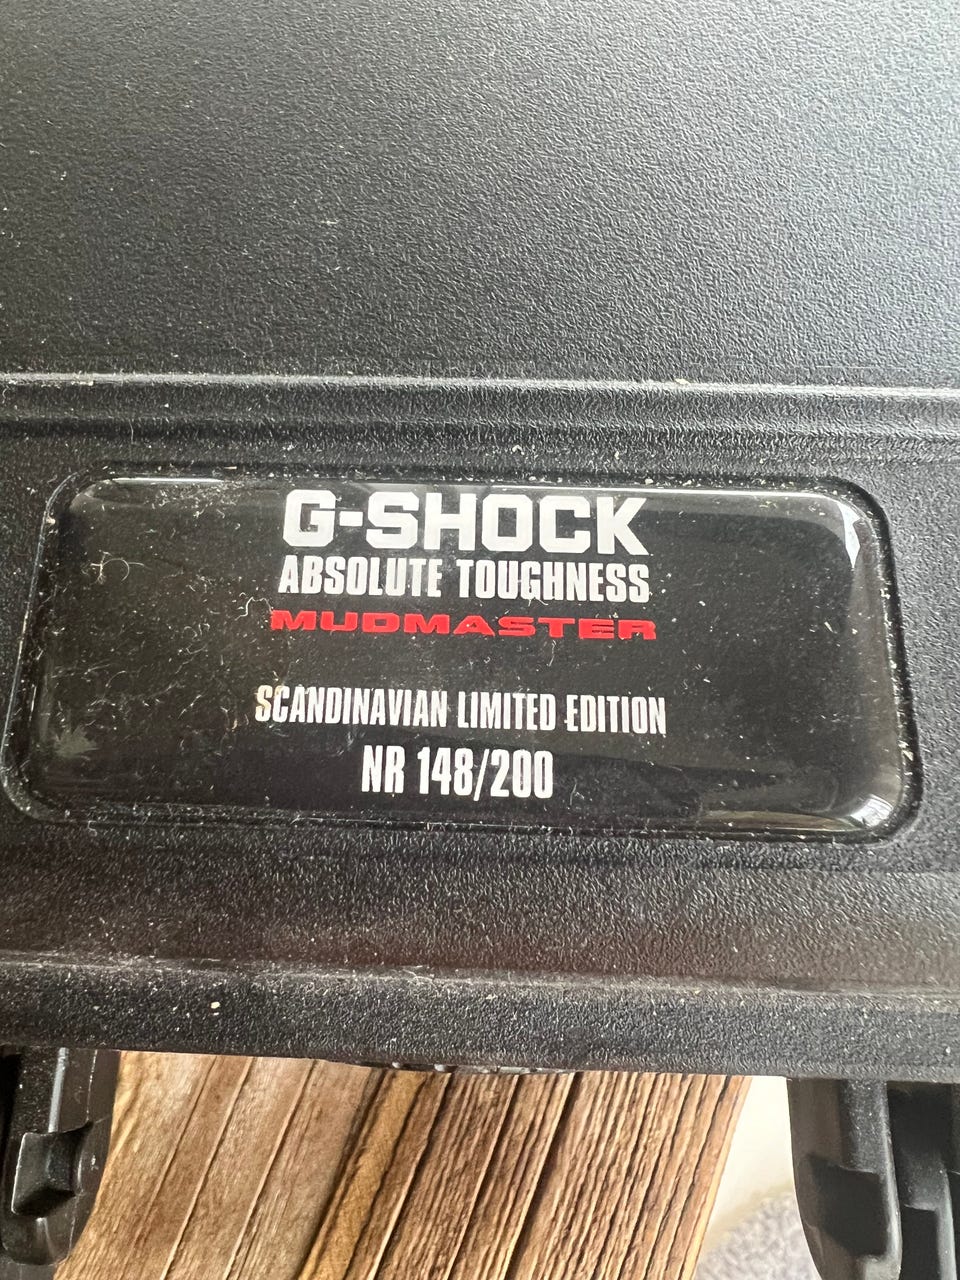 G-SHOCK
ABSOLUTE TOUGHNESS
MUDMASTER
SCANDINAVIAN LIMITED EDITION
NR 148/200